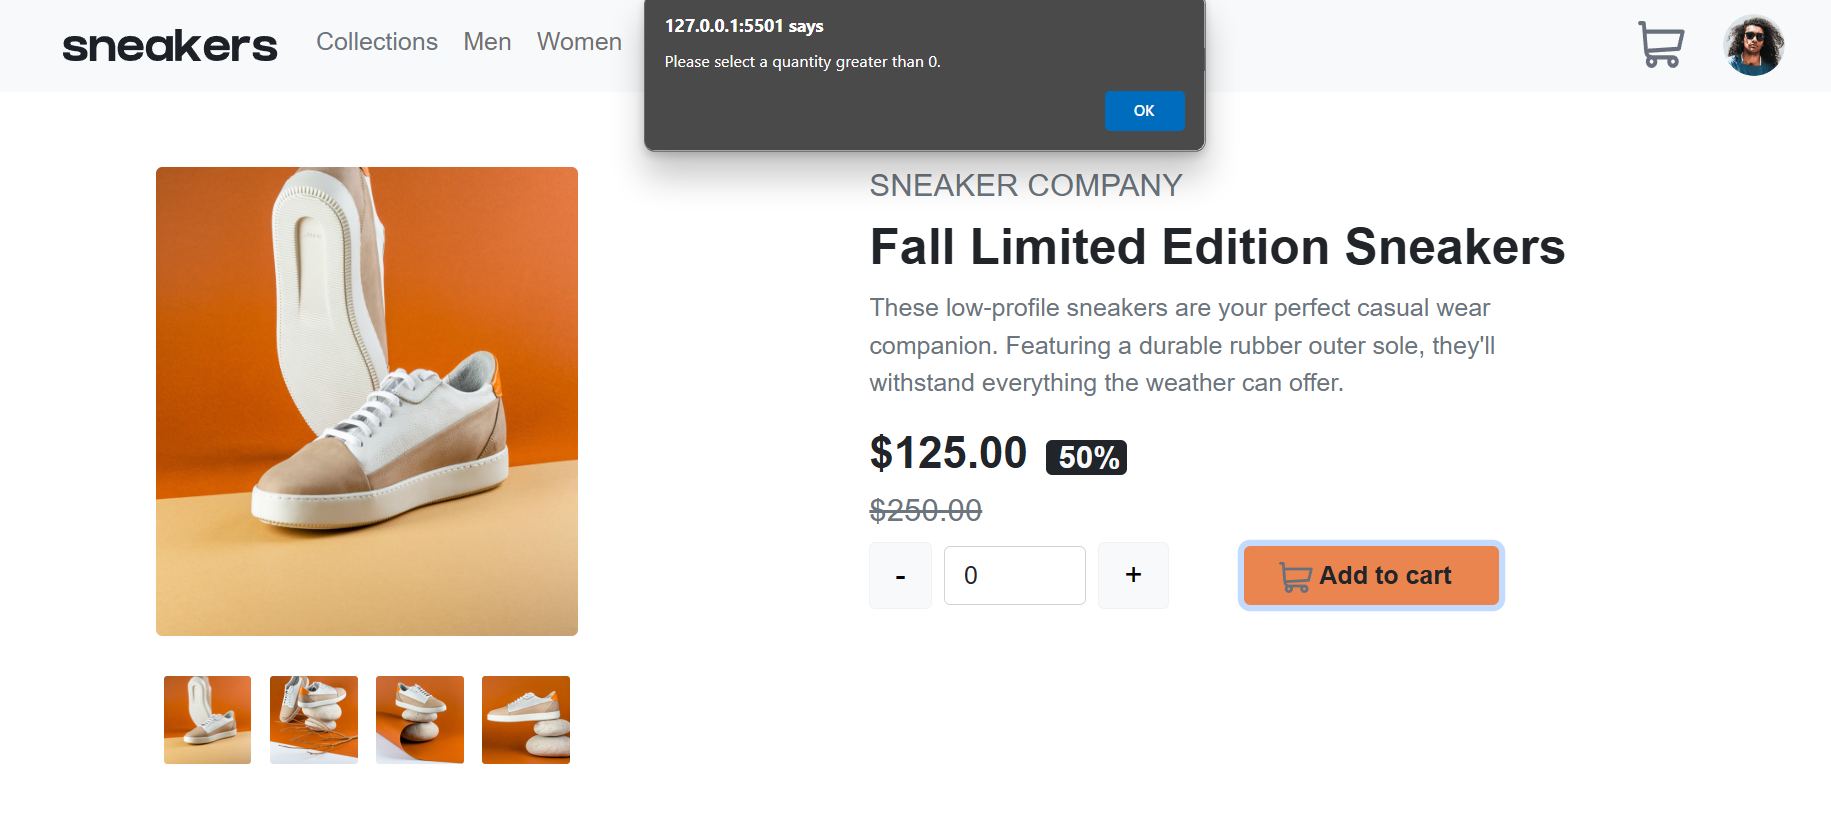 127.0.0.1:5501 says
Please select a quantity greater than 0.
OK
sneakers Collections Men Women
SNEAKER COMPANY
Fall Limited Edition Sneakers
These low-profile sneakers are your perfect casual wear
companion. Featuring a durable rubber outer sole, they'll
withstand everything the weather can offer.
$125.00 50%
$250.00
- 0 + Add to cart